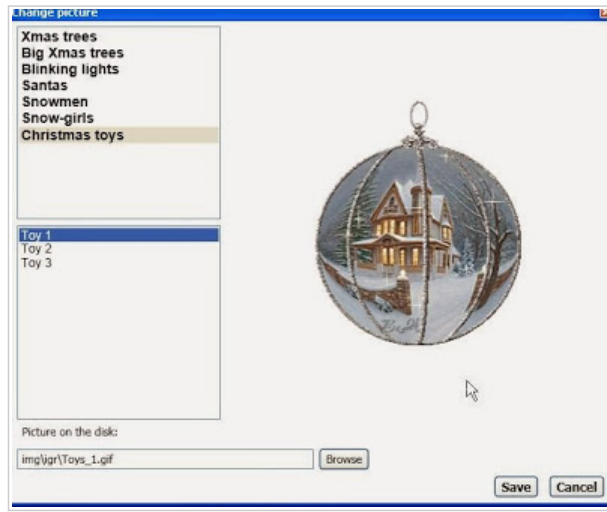 Change picture
Xmas trees
Big Xmas trees
Blinking lights
Santas
Snowmen
Snow-girls
Christmas toys
Toy 1
Toy 2
Toy 3
Picture on the disk:
img\igr\Toys_1.gif
Browse
Save
Cancel